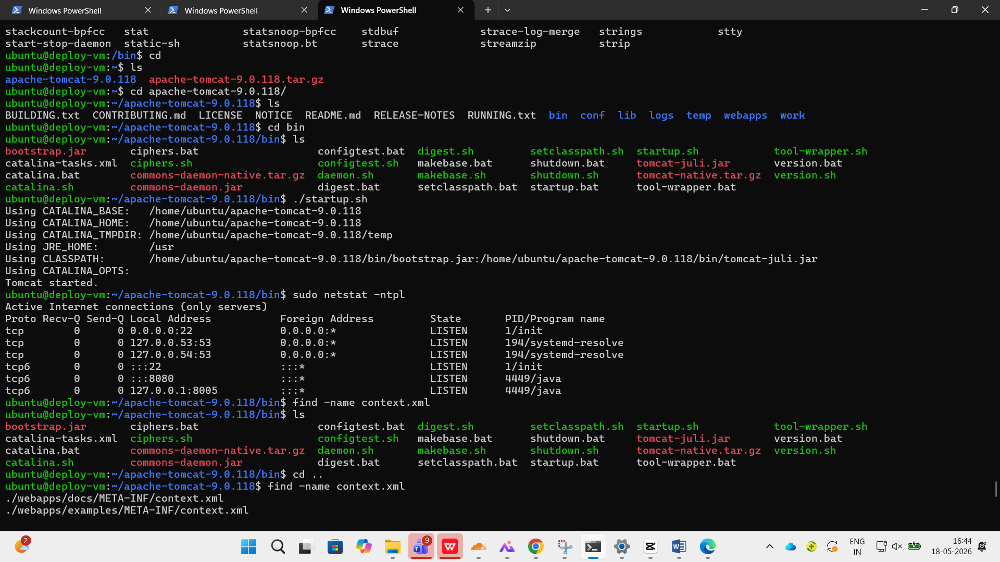 Windows PowerShell
Windows PowerShell
Windows PowerShell
stackcount-bpfcc   stat               statsnoop-bpfcc    stdbuf             strace-log-merge   strings            stty
start-stop-daemon  static-sh          statsnoop.bt       strace             streamzip          strip
ubuntu@deploy-vm:/bin$ cd
ubuntu@deploy-vm:~$ ls
apache-tomcat-9.0.118  apache-tomcat-9.0.118.tar.gz
ubuntu@deploy-vm:~$ cd apache-tomcat-9.0.118/
ubuntu@deploy-vm:~/apache-tomcat-9.0.118$ ls
BUILDING.txt  CONTRIBUTING.md  LICENSE  NOTICE  README.md  RELEASE-NOTES  RUNNING.txt  bin  conf  lib  logs  temp  webapps  work
ubuntu@deploy-vm:~/apache-tomcat-9.0.118$ cd bin
ubuntu@deploy-vm:~/apache-tomcat-9.0.118/bin$ ls
bootstrap.jar       ciphers.bat                   configtest.bat  digest.sh         setclasspath.sh  startup.sh            tool-wrapper.sh
catalina-tasks.xml  ciphers.sh                    configtest.sh   makebase.bat      shutdown.bat     tomcat-juli.jar       version.bat
catalina.bat        commons-daemon-native.tar.gz  daemon.sh       makebase.sh       shutdown.sh      tomcat-native.tar.gz  version.sh
catalina.sh         commons-daemon.jar            digest.bat      setclasspath.bat  startup.bat      tool-wrapper.bat
ubuntu@deploy-vm:~/apache-tomcat-9.0.118/bin$ ./startup.sh
Using CATALINA_BASE:   /home/ubuntu/apache-tomcat-9.0.118
Using CATALINA_HOME:   /home/ubuntu/apache-tomcat-9.0.118
Using CATALINA_TMPDIR: /home/ubuntu/apache-tomcat-9.0.118/temp
Using JRE_HOME:        /usr
Using CLASSPATH:       /home/ubuntu/apache-tomcat-9.0.118/bin/bootstrap.jar:/home/ubuntu/apache-tomcat-9.0.118/bin/tomcat-juli.jar
Using CATALINA_OPTS:
Tomcat started.
ubuntu@deploy-vm:~/apache-tomcat-9.0.118/bin$ sudo netstat -ntpl
Active Internet connections (only servers)
Proto Recv-Q Send-Q Local Address           Foreign Address         State       PID/Program name
tcp        0      0 0.0.0.0:22              0.0.0.0:*               LISTEN      1/init
tcp        0      0 127.0.0.53:53           0.0.0.0:*               LISTEN      194/systemd-resolve
tcp        0      0 127.0.0.54:53           0.0.0.0:*               LISTEN      194/systemd-resolve
tcp6       0      0 :::22                   :::*                    LISTEN      1/init
tcp6       0      0 :::8080                 :::*                    LISTEN      4449/java
tcp6       0      0 127.0.0.1:8005          :::*                    LISTEN      4449/java
ubuntu@deploy-vm:~/apache-tomcat-9.0.118/bin$ find -name context.xml
ubuntu@deploy-vm:~/apache-tomcat-9.0.118/bin$ ls
bootstrap.jar       ciphers.bat                   configtest.bat  digest.sh         setclasspath.sh  startup.sh            tool-wrapper.sh
catalina-tasks.xml  ciphers.sh                    configtest.sh   makebase.bat      shutdown.bat     tomcat-juli.jar       version.bat
catalina.bat        commons-daemon-native.tar.gz  daemon.sh       makebase.sh       shutdown.sh      tomcat-native.tar.gz  version.sh
catalina.sh         commons-daemon.jar            digest.bat      setclasspath.bat  startup.bat      tool-wrapper.bat
ubuntu@deploy-vm:~/apache-tomcat-9.0.118/bin$ cd ..
ubuntu@deploy-vm:~/apache-tomcat-9.0.118$ find -name context.xml
./webapps/docs/META-INF/context.xml
./webapps/examples/META-INF/context.xml
2
9
ENG
IN
16:44
18-05-2026